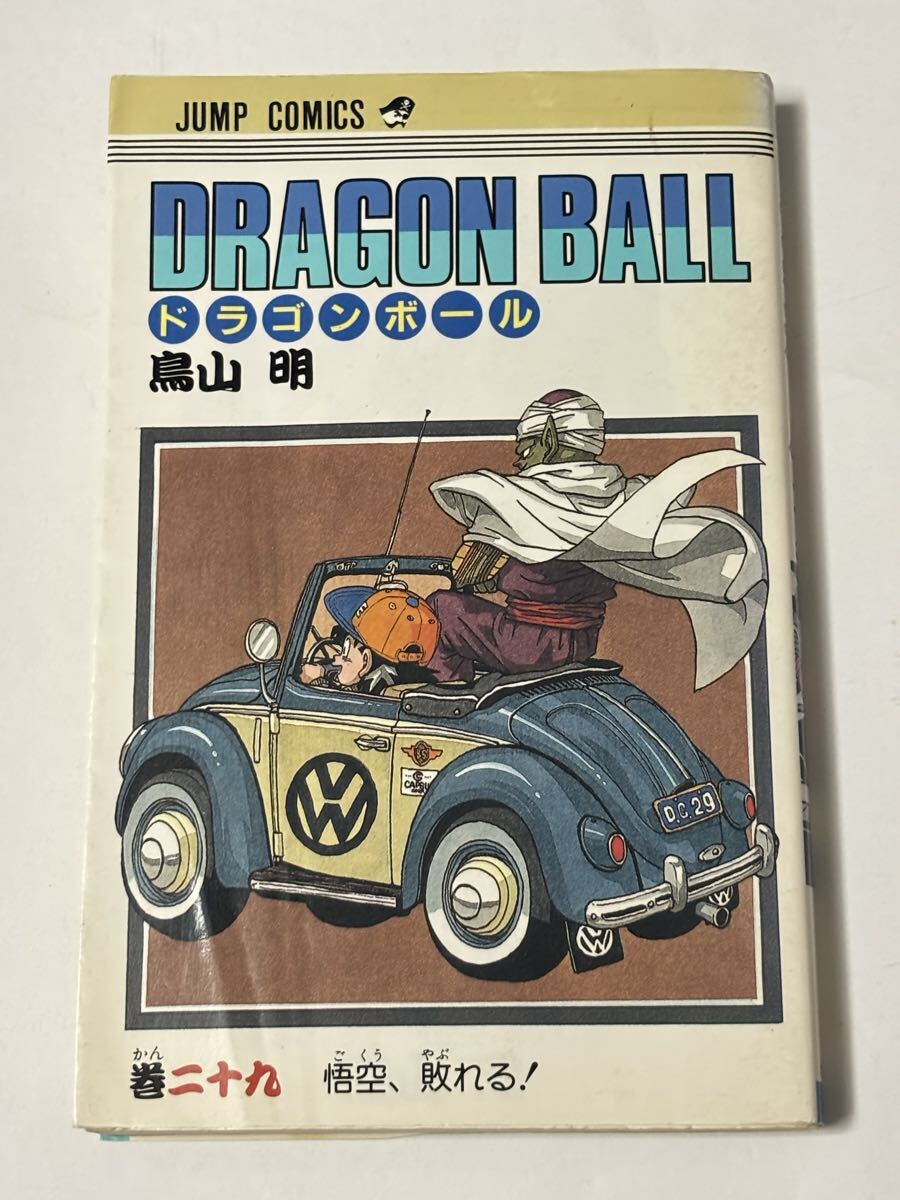 JUMP COMICS
DRAGON BALL
ドラゴンボール
鳥山 明
D.C.29
かん
巻二十九
ごくう
やぶ
悟空、敗れる!